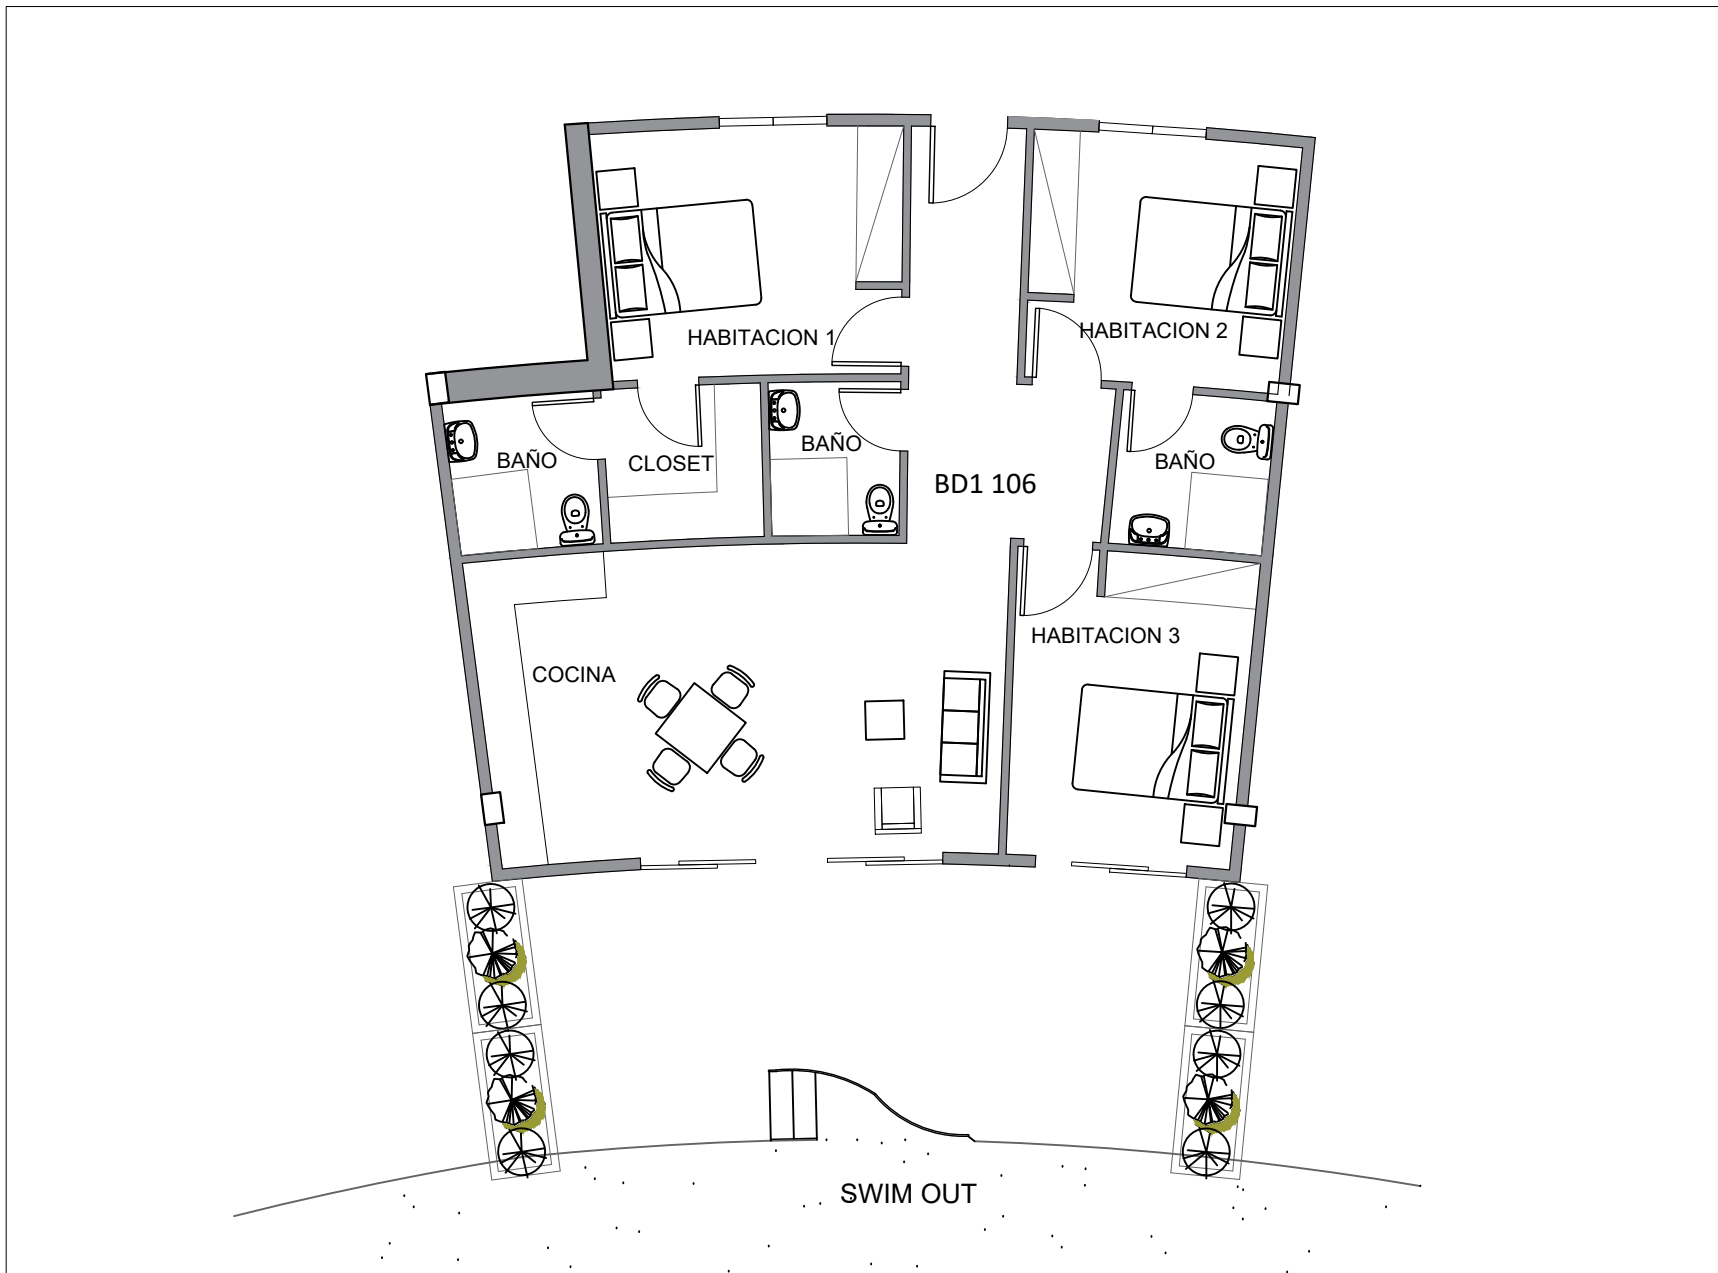 HABITACION 1
HABITACION 2
BAÑO
CLOSET
BAÑO
BD1 106
BAÑO
HABITACION 3
COCINA
SWIM OUT